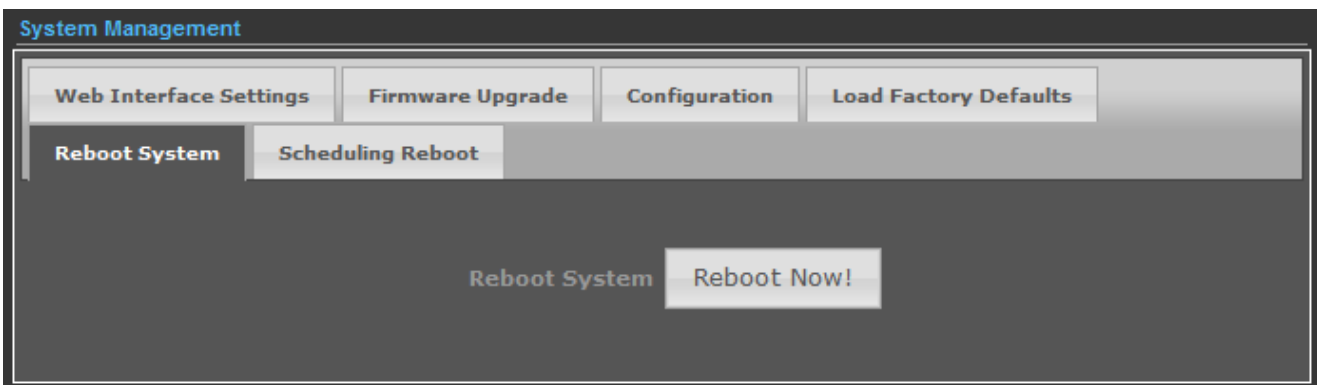 System Management
Web Interface Settings Firmware Upgrade Configuration Load Factory Defaults
Reboot System Scheduling Reboot
Reboot System Reboot Now!